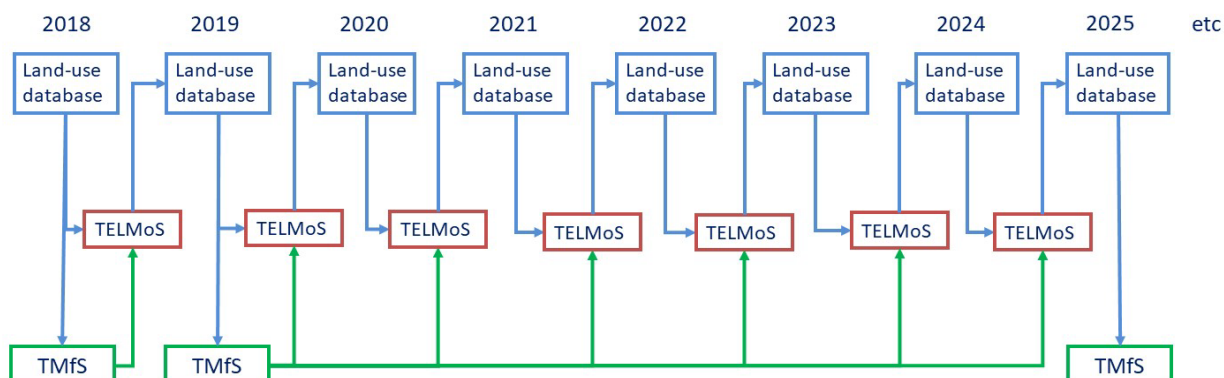 2018 2019 2020 2021 2022 2023 2024 2025 etc
Land-use Land-use Land-use Land-use Land-use Land-use Land-use Land-use
database database database database database database database database
TELMoS TELMoS TELMoS TELMoS TELMoS TELMoS TELMoS
TMfS TMfS TMfS